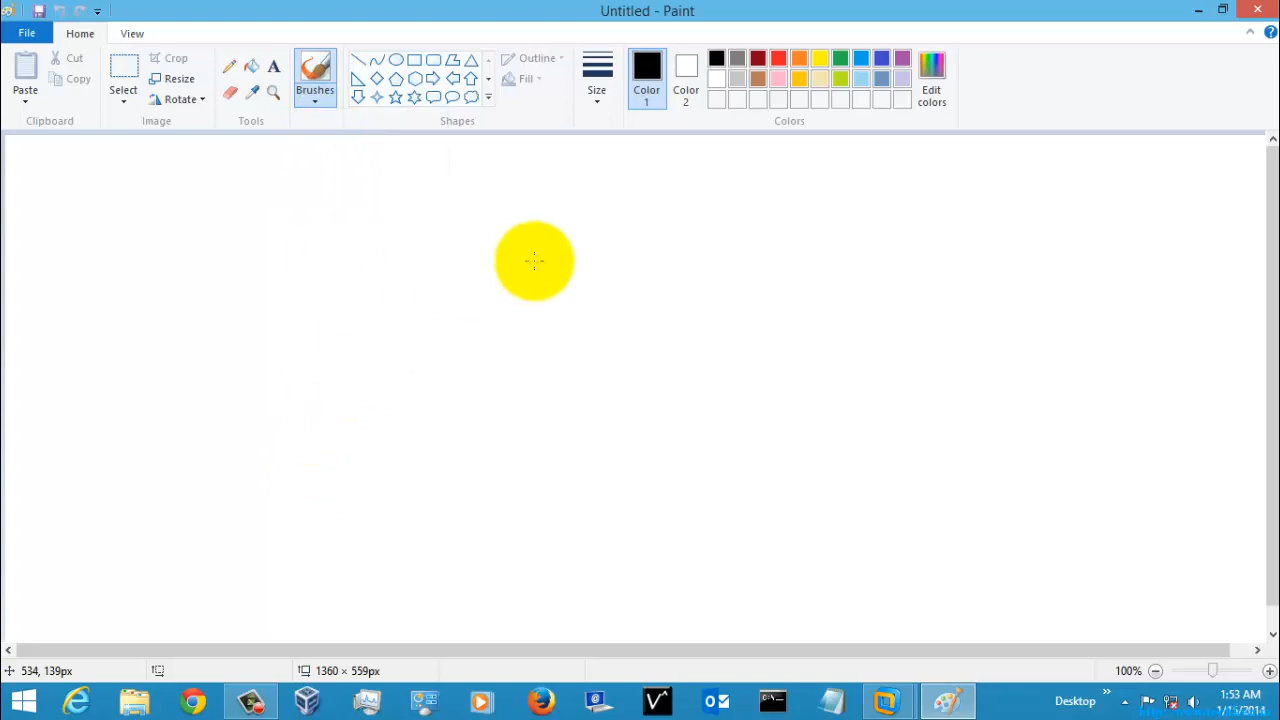 Untitled - Paint
File Home View
Cut
Copy
Paste
Clipboard
Select
Crop
Resize
Rotate
Image
Tools
Brushes
Outline
Fill
Shapes
Size
Color 1
Color 2
Edit colors
Colors
534, 139px
1360 × 559px
100%
Desktop
1:53 AM
1/16/2014